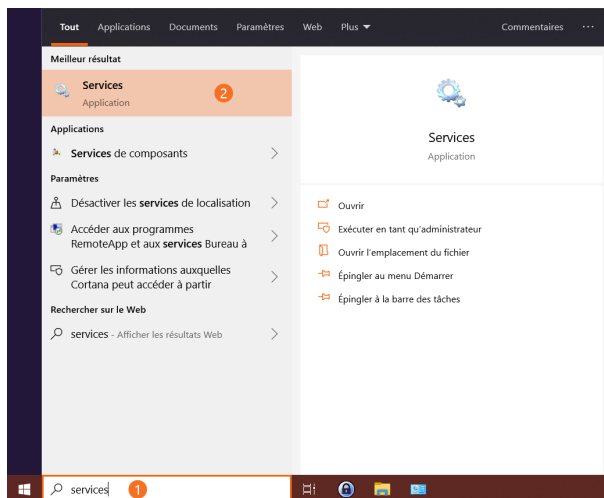 Tout Applications Documents Paramètres Web Plus Commentaires ...
Meilleur résultat
Services
Application
2
Applications
Services de composants
Paramètres
Désactiver les services de localisation
Accéder aux programmes
RemoteApp et aux services Bureau à
Gérer les informations auxquelles
Cortana peut accéder à partir
Rechercher sur le Web
services - Afficher les résultats Web
Services
Application
Ouvrir
Exécuter en tant qu'administrateur
Ouvrir l'emplacement du fichier
Épingler au menu Démarrer
Épingler à la barre des tâches
services 1